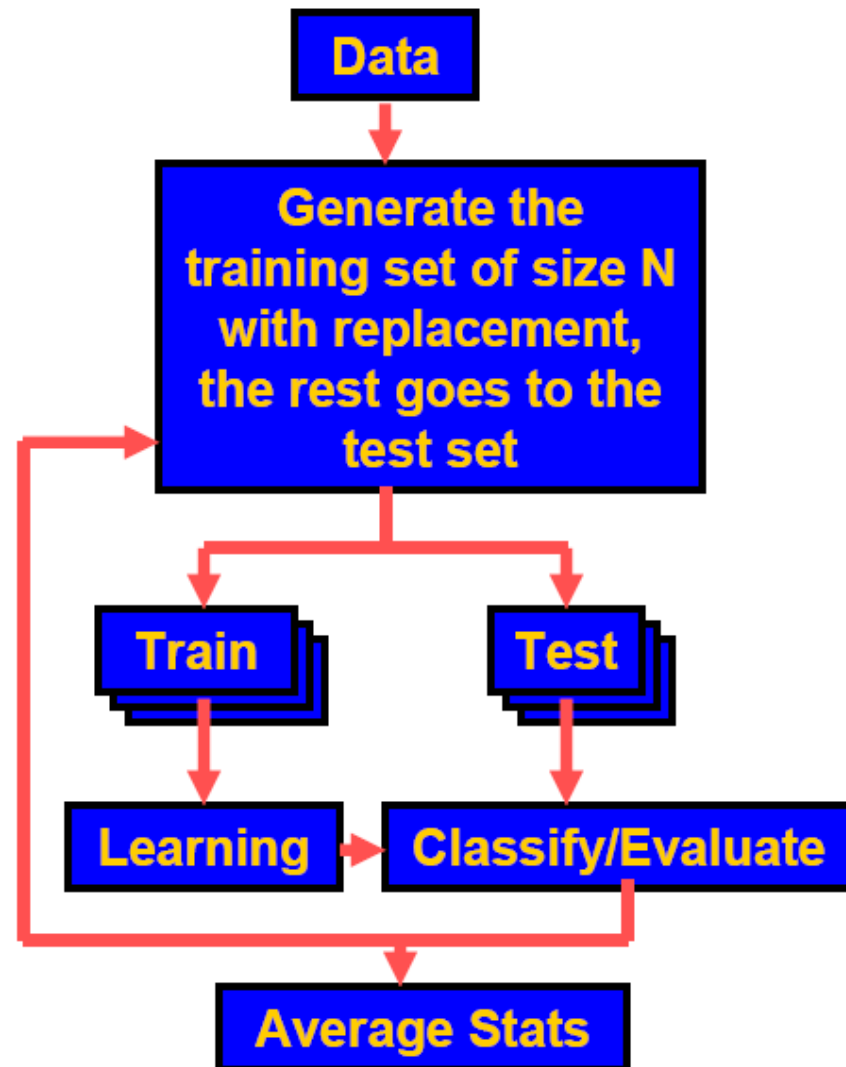 Data
Generate the
training set of size N
with replacement,
the rest goes to the
test set
Train
Test
Learning
Classify/Evaluate
Average Stats